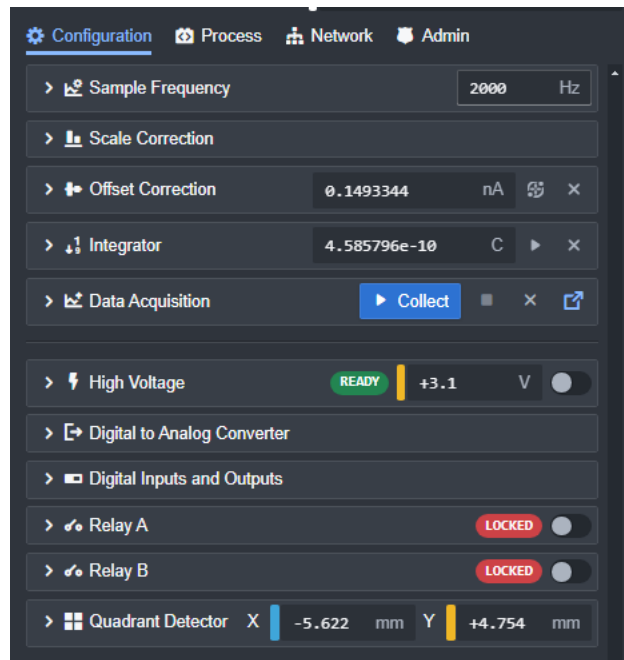 Configuration Process Network Admin
Sample Frequency 2000 Hz
Scale Correction
Offset Correction 0.1493344 nA
Integrator 4.585796e-10 C
Data Acquisition Collect
High Voltage READY +3.1 V
Digital to Analog Converter
Digital Inputs and Outputs
Relay A LOCKED
Relay B LOCKED
Quadrant Detector X -5.622 mm Y +4.754 mm